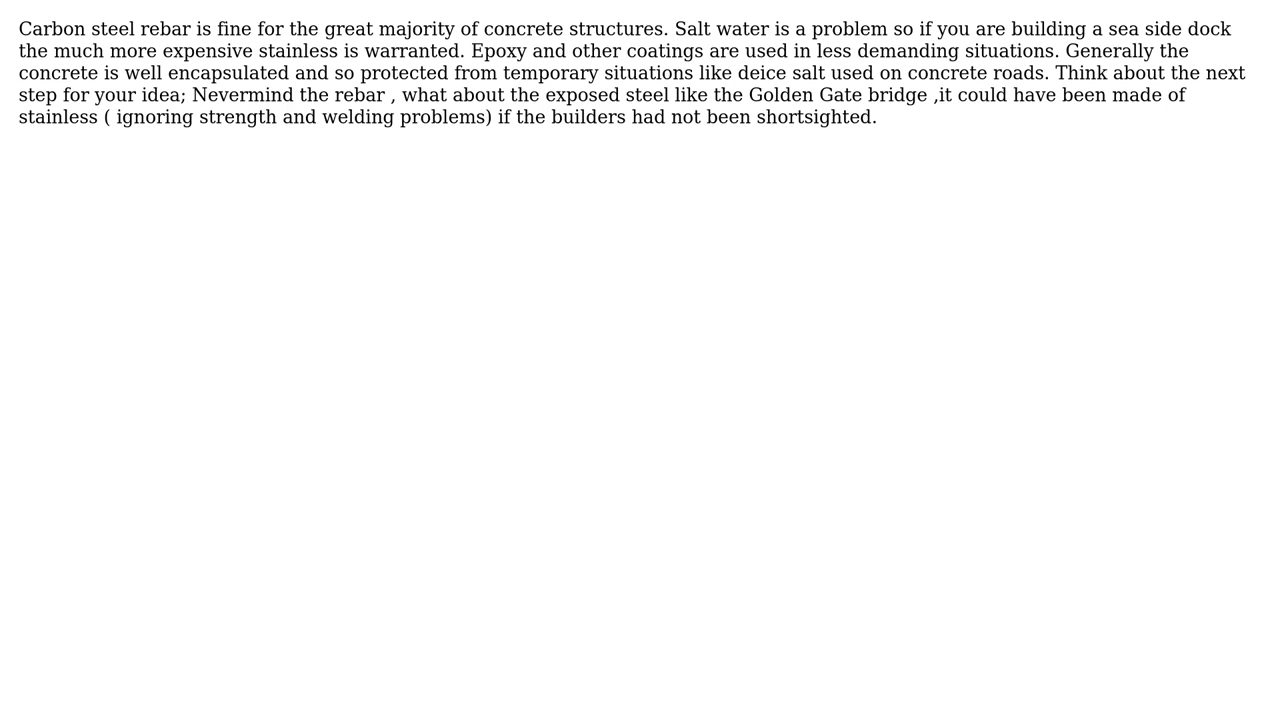 Carbon steel rebar is fine for the great majority of concrete structures. Salt water is a problem so if you are building a sea side dock
the much more expensive stainless is warranted. Epoxy and other coatings are used in less demanding situations. Generally the
concrete is well encapsulated and so protected from temporary situations like deice salt used on concrete roads. Think about the next
step for your idea; Nevermind the rebar , what about the exposed steel like the Golden Gate bridge ,it could have been made of
stainless ( ignoring strength and welding problems) if the builders had not been shortsighted.